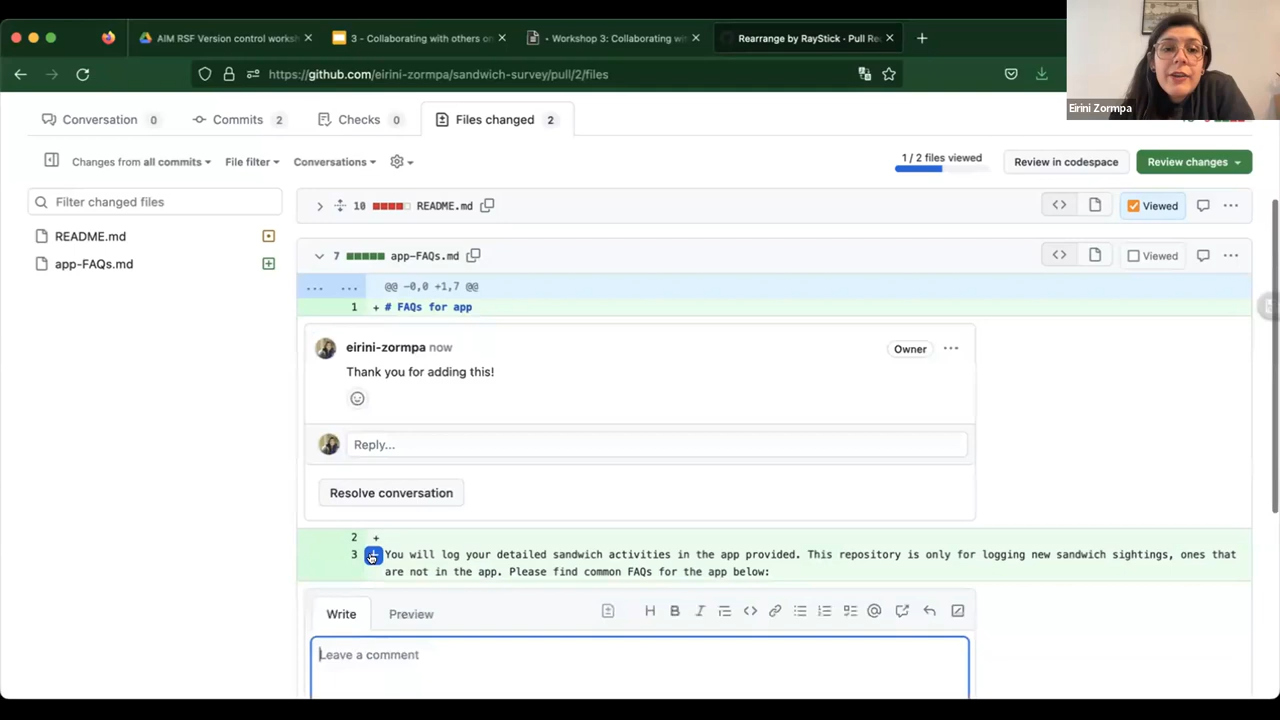 AIM RSF Version control works
3 - Collaborating with others on
Workshop 3: Collaborating wit
Rearrange by RayStick · Pull Re
https://github.com/eirini-zormpa/sandwich-survey/pull/2/files
Eirini Zormpa
Conversation 0
Commits 2
Checks 0
Files changed 2
Changes from all commits
File filter
Conversations
1 / 2 files viewed
Review in codespace
Review changes
Filter changed files
README.md
app-FAQs.md
10 README.md
Viewed
7 app-FAQs.md
Viewed
... ... @@ -0,0 +1,7 @@
1 + # FAQs for app
eirini-zormpa now
Owner
Thank you for adding this!
Reply...
Resolve conversation
2 +
3 You will log your detailed sandwich activities in the app provided. This repository is only for logging new sandwich sightings, ones that
are not in the app. Please find common FAQs for the app below:
Write
Preview
Leave a comment